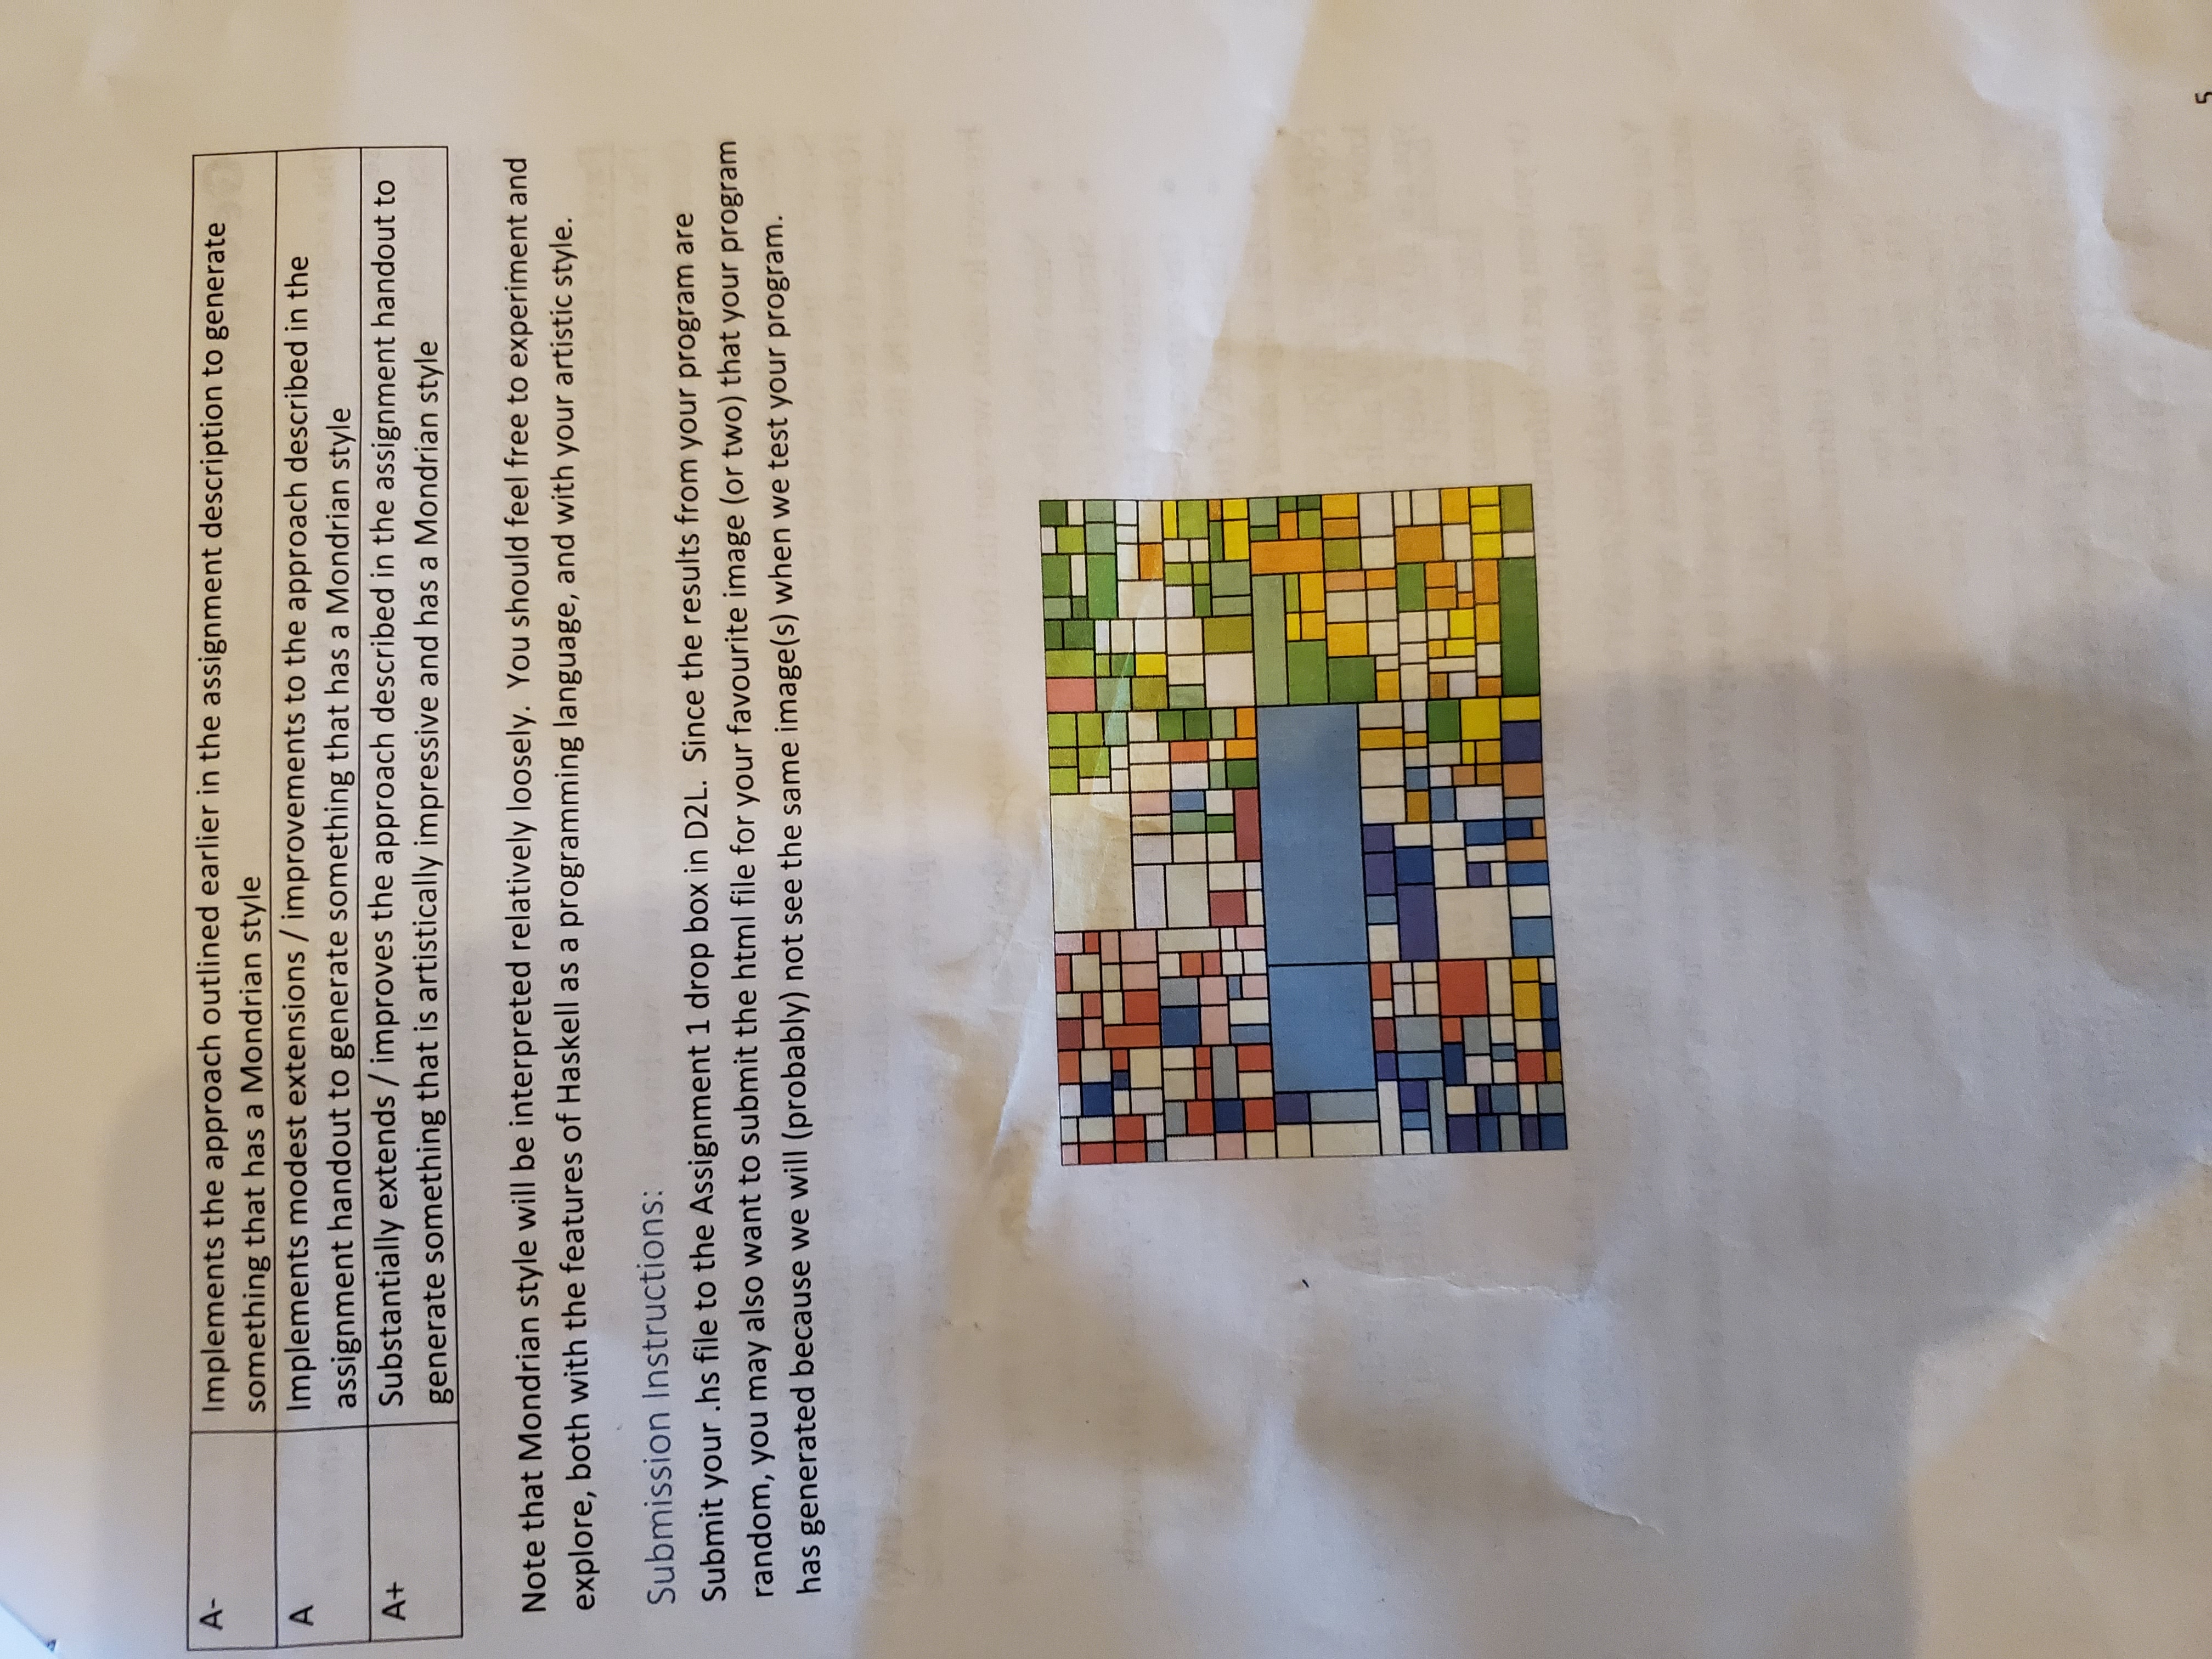 A-
Implements the approach outlined earlier in the assignment description to generate
something that has a Mondrian style
A
Implements modest extensions / improvements to the approach described in the
assignment handout to generate something that has a Mondrian style
A+
Substantially extends / improves the approach described in the assignment handout to
generate something that is artistically impressive and has a Mondrian style
Note that Mondrian style will be interpreted relatively loosely. You should feel free to experiment and
explore, both with the features of Haskell as a programming language, and with your artistic style.
Submission Instructions:
Submit your .hs file to the Assignment 1 drop box in D2L. Since the results from your program are
random, you may also want to submit the html file for your favourite image (or two) that your program
has generated because we will (probably) not see the same image(s) when we test your program.
5